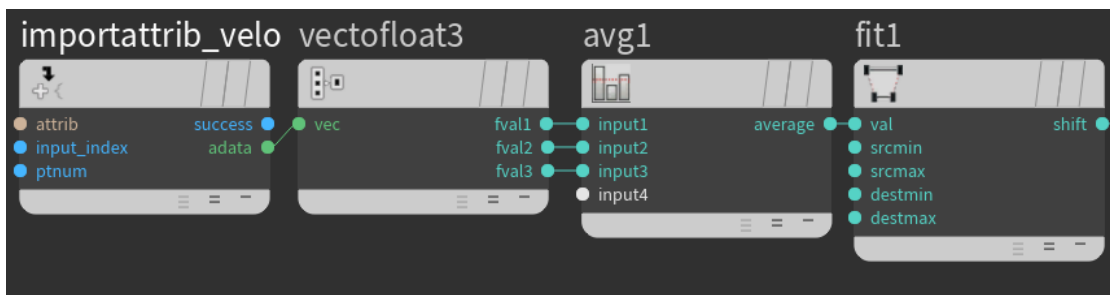 importattrib_velo vectofloat3 avg1 fit1
attrib success vec fval1 input1 average val shift
input_index adata fval2 input2 srcmin
ptnum fval3 input3 srcmax
input4 destmin
destmax